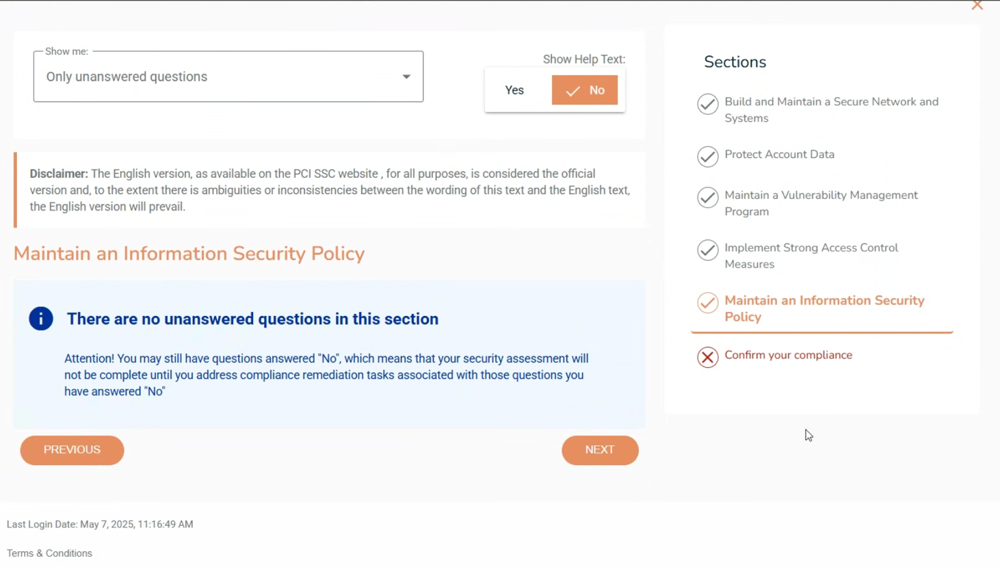 Show me:
Only unanswered questions
Show Help Text:
Yes
No
Disclaimer: The English version, as available on the PCI SSC website , for all purposes, is considered the official
version and, to the extent there is ambiguities or inconsistencies between the wording of this text and the English text,
the English version will prevail.
Maintain an Information Security Policy
There are no unanswered questions in this section
Attention! You may still have questions answered "No", which means that your security assessment will
not be complete until you address compliance remediation tasks associated with those questions you
have answered "No"
PREVIOUS
NEXT
Sections
Build and Maintain a Secure Network and
Systems
Protect Account Data
Maintain a Vulnerability Management
Program
Implement Strong Access Control
Measures
Maintain an Information Security
Policy
Confirm your compliance
Last Login Date: May 7, 2025, 11:16:49 AM
Terms & Conditions